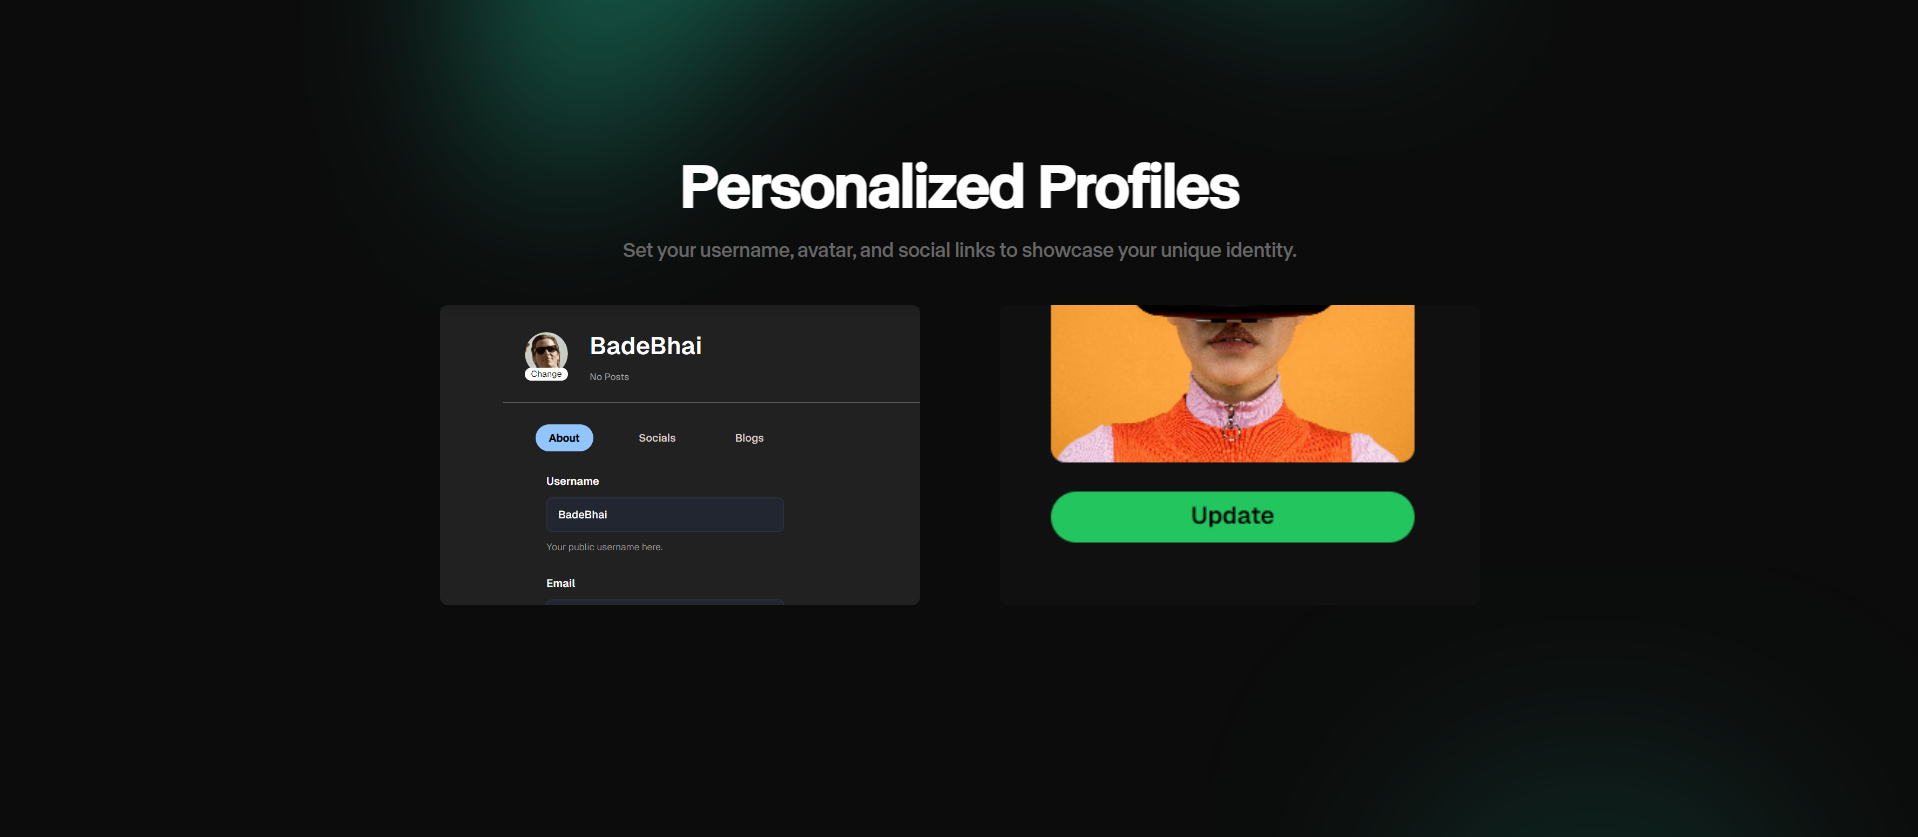 Personalized Profiles
Set your username, avatar, and social links to showcase your unique identity.
BadeBhai
Change
No Posts
About Socials Blogs
Username
BadeBhai
Your public username here.
Email
Update